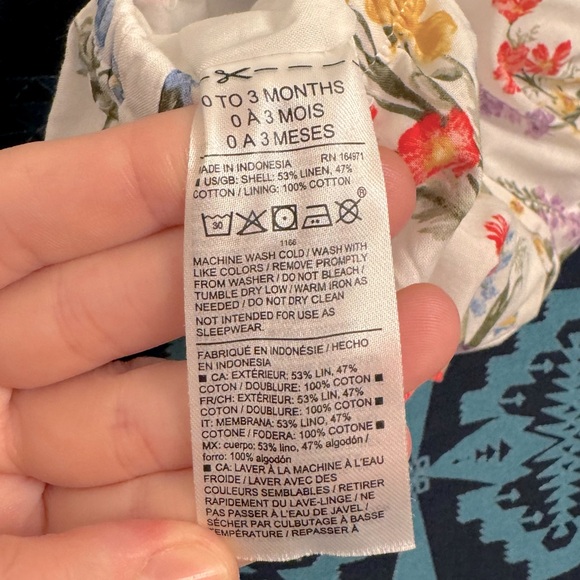 0 TO 3 MONTHS
0 À 3 MOIS
0 A 3 MESES
MADE IN INDONESIA RN 164971
■ US/GB: SHELL: 53% LINEN, 47%
COTTON / LINING: 100% COTTON
30
®
1166
MACHINE WASH COLD / WASH WITH
LIKE COLORS / REMOVE PROMPTLY
FROM WASHER / DO NOT BLEACH /
TUMBLE DRY LOW / WARM IRON AS
NEEDED / DO NOT DRY CLEAN
NOT INTENDED FOR USE AS
SLEEPWEAR.
FABRIQUÉ EN INDONÉSIE / HECHO
EN INDONESIA
■ CA: EXTÉRIEUR: 53% LIN, 47%
COTON / DOUBLURE: 100% COTON ■
FR/CH: EXTÉRIEUR: 53% LIN, 47%
COTON / DOUBLURE: 100% COTON ■
IT: MEMBRANA: 53% LINO, 47%
COTONE / FODERA: 100% COTONE ■
MX: cuerpo: 53% lino, 47% algodón /
forro: 100% algodón
■ CA: LAVER À LA MACHINE À L'EAU
FROIDE / LAVER AVEC DES
COULEURS SEMBLABLES / RETIRER
RAPIDEMENT DU LAVE-LINGE / NE
PAS PASSER À L'EAU DE JAVEL /
SÉCHER PAR CULBUTAGE À BASSE
TEMPÉRATURE / REPASSER À